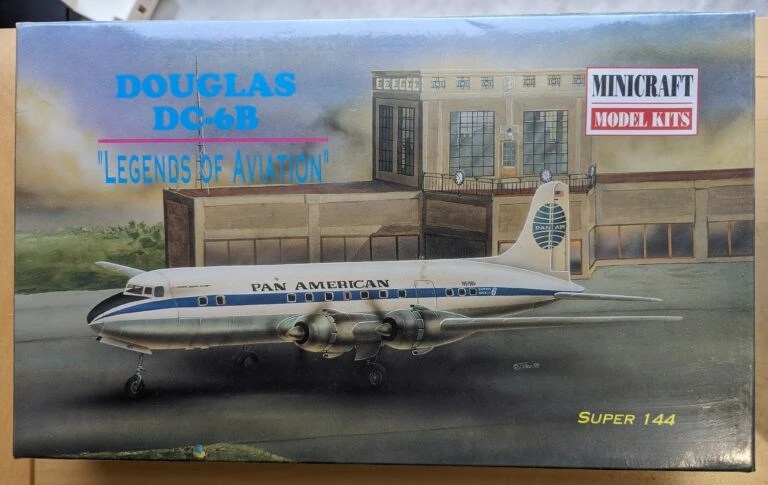 DOUGLAS
DC-6B
"LEGENDS OF AVIATION"
MINICRAFT
MODEL KITS
PAN AM
PAN AMERICAN
SUPER 144